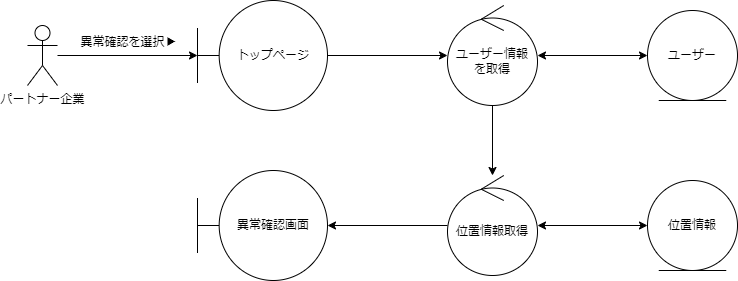 異常確認を選択▶
トップページ
ユーザー情報
を取得
ユーザー
パートナー企業
異常確認画面
位置情報取得
位置情報